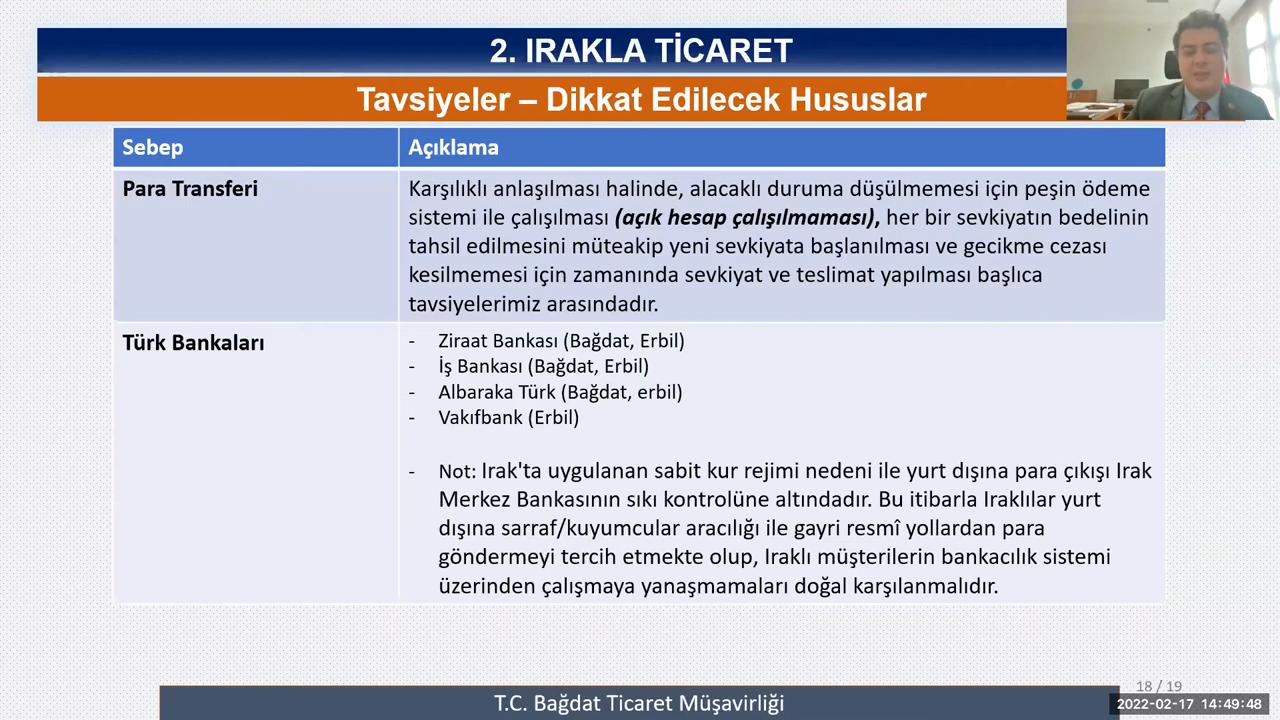 2. IRAKLA TİCARET
Tavsiyeler – Dikkat Edilecek Hususlar
Sebep
Açıklama
Para Transferi
Karşılıklı anlaşılması halinde, alacaklı duruma düşülmemesi için peşin ödeme
sistemi ile çalışılması (açık hesap çalışılmaması), her bir sevkiyatın bedelinin
tahsil edilmesini müteakip yeni sevkiyata başlanılması ve gecikme cezası
kesilmemesi için zamanında sevkiyat ve teslimat yapılması başlıca
tavsiyelerimiz arasındadır.
Türk Bankaları
- Ziraat Bankası (Bağdat, Erbil)
- İş Bankası (Bağdat, Erbil)
- Albaraka Türk (Bağdat, erbil)
- Vakıfbank (Erbil)
- Not: Irak'ta uygulanan sabit kur rejimi nedeni ile yurt dışına para çıkışı Irak
Merkez Bankasının sıkı kontrolüne altındadır. Bu itibarla Iraklılar yurt
dışına sarraf/kuyumcular aracılığı ile gayri resmî yollardan para
göndermeyi tercih etmekte olup, Iraklı müşterilerin bankacılık sistemi
üzerinden çalışmaya yanaşmamaları doğal karşılanmalıdır.
18 / 19
T.C. Bağdat Ticaret Müşavirliği
2022-02-17 14:49:48